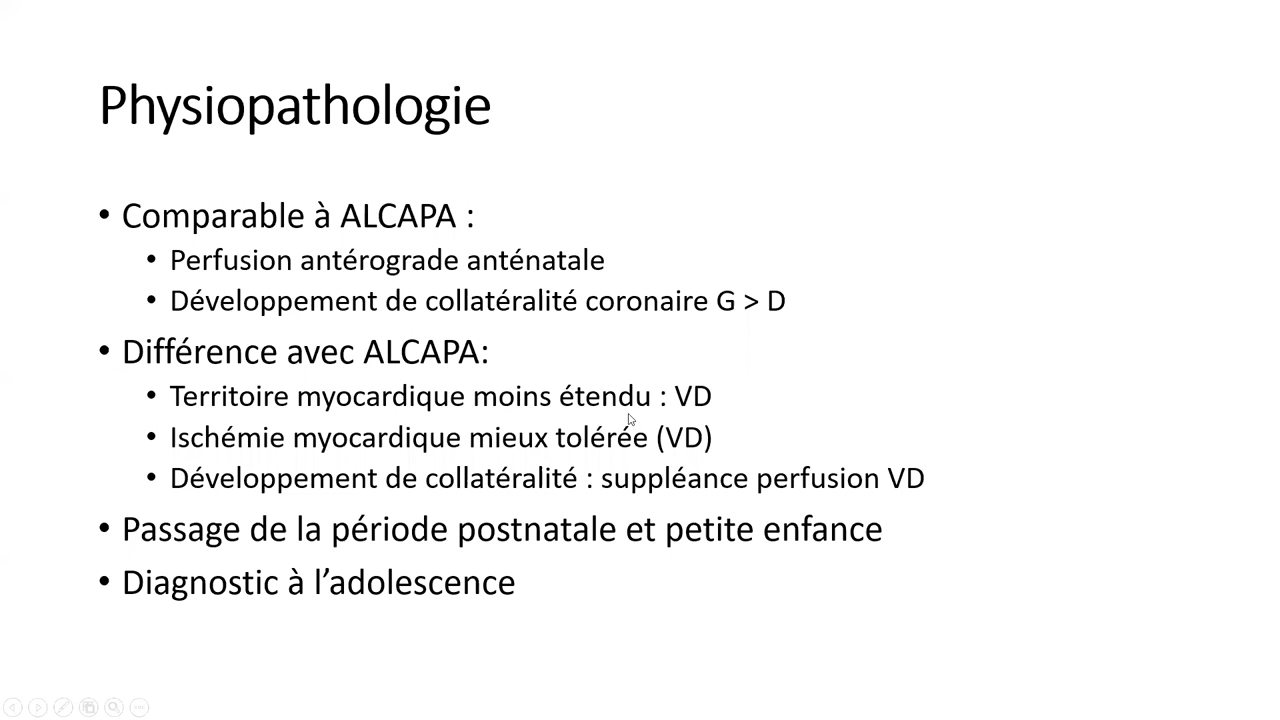 Physiopathologie
• Comparable à ALCAPA :
• Perfusion antérograde anténatale
• Développement de collatéralité coronaire G > D
• Différence avec ALCAPA:
• Territoire myocardique moins étendu : VD
• Ischémie myocardique mieux tolérée (VD)
• Développement de collatéralité : suppléance perfusion VD
• Passage de la période postnatale et petite enfance
• Diagnostic à l’adolescence